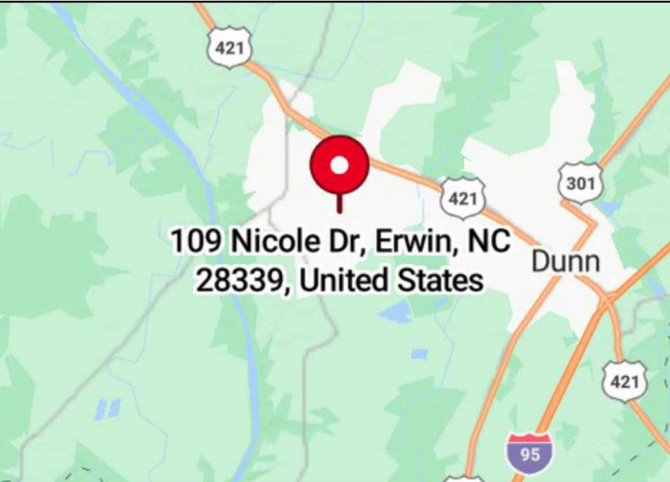 421
109 Nicole Dr, Erwin, NC
28339, United States
421
301
Dunn
421
95